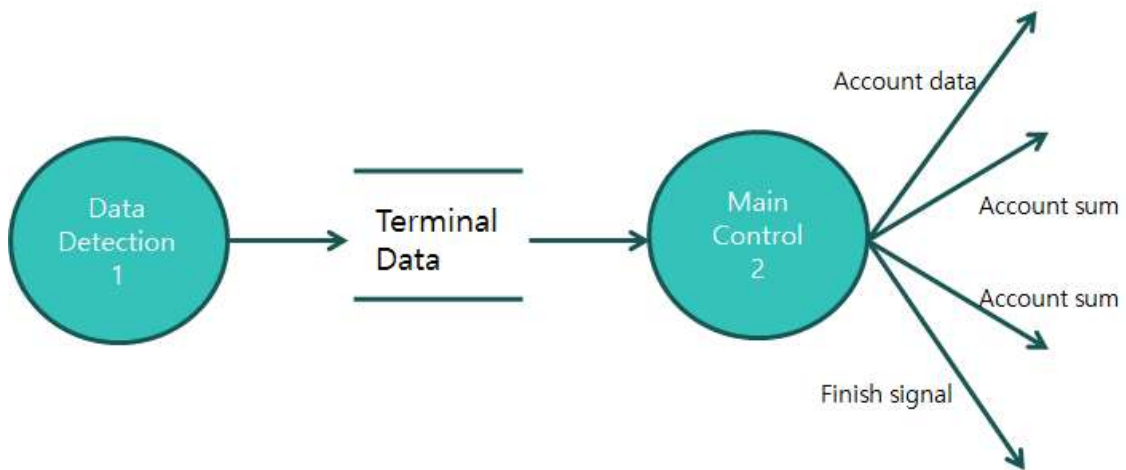 Account data
Data
Detection
1
Terminal
Data
Main
Control
2
Account sum
Account sum
Finish signal